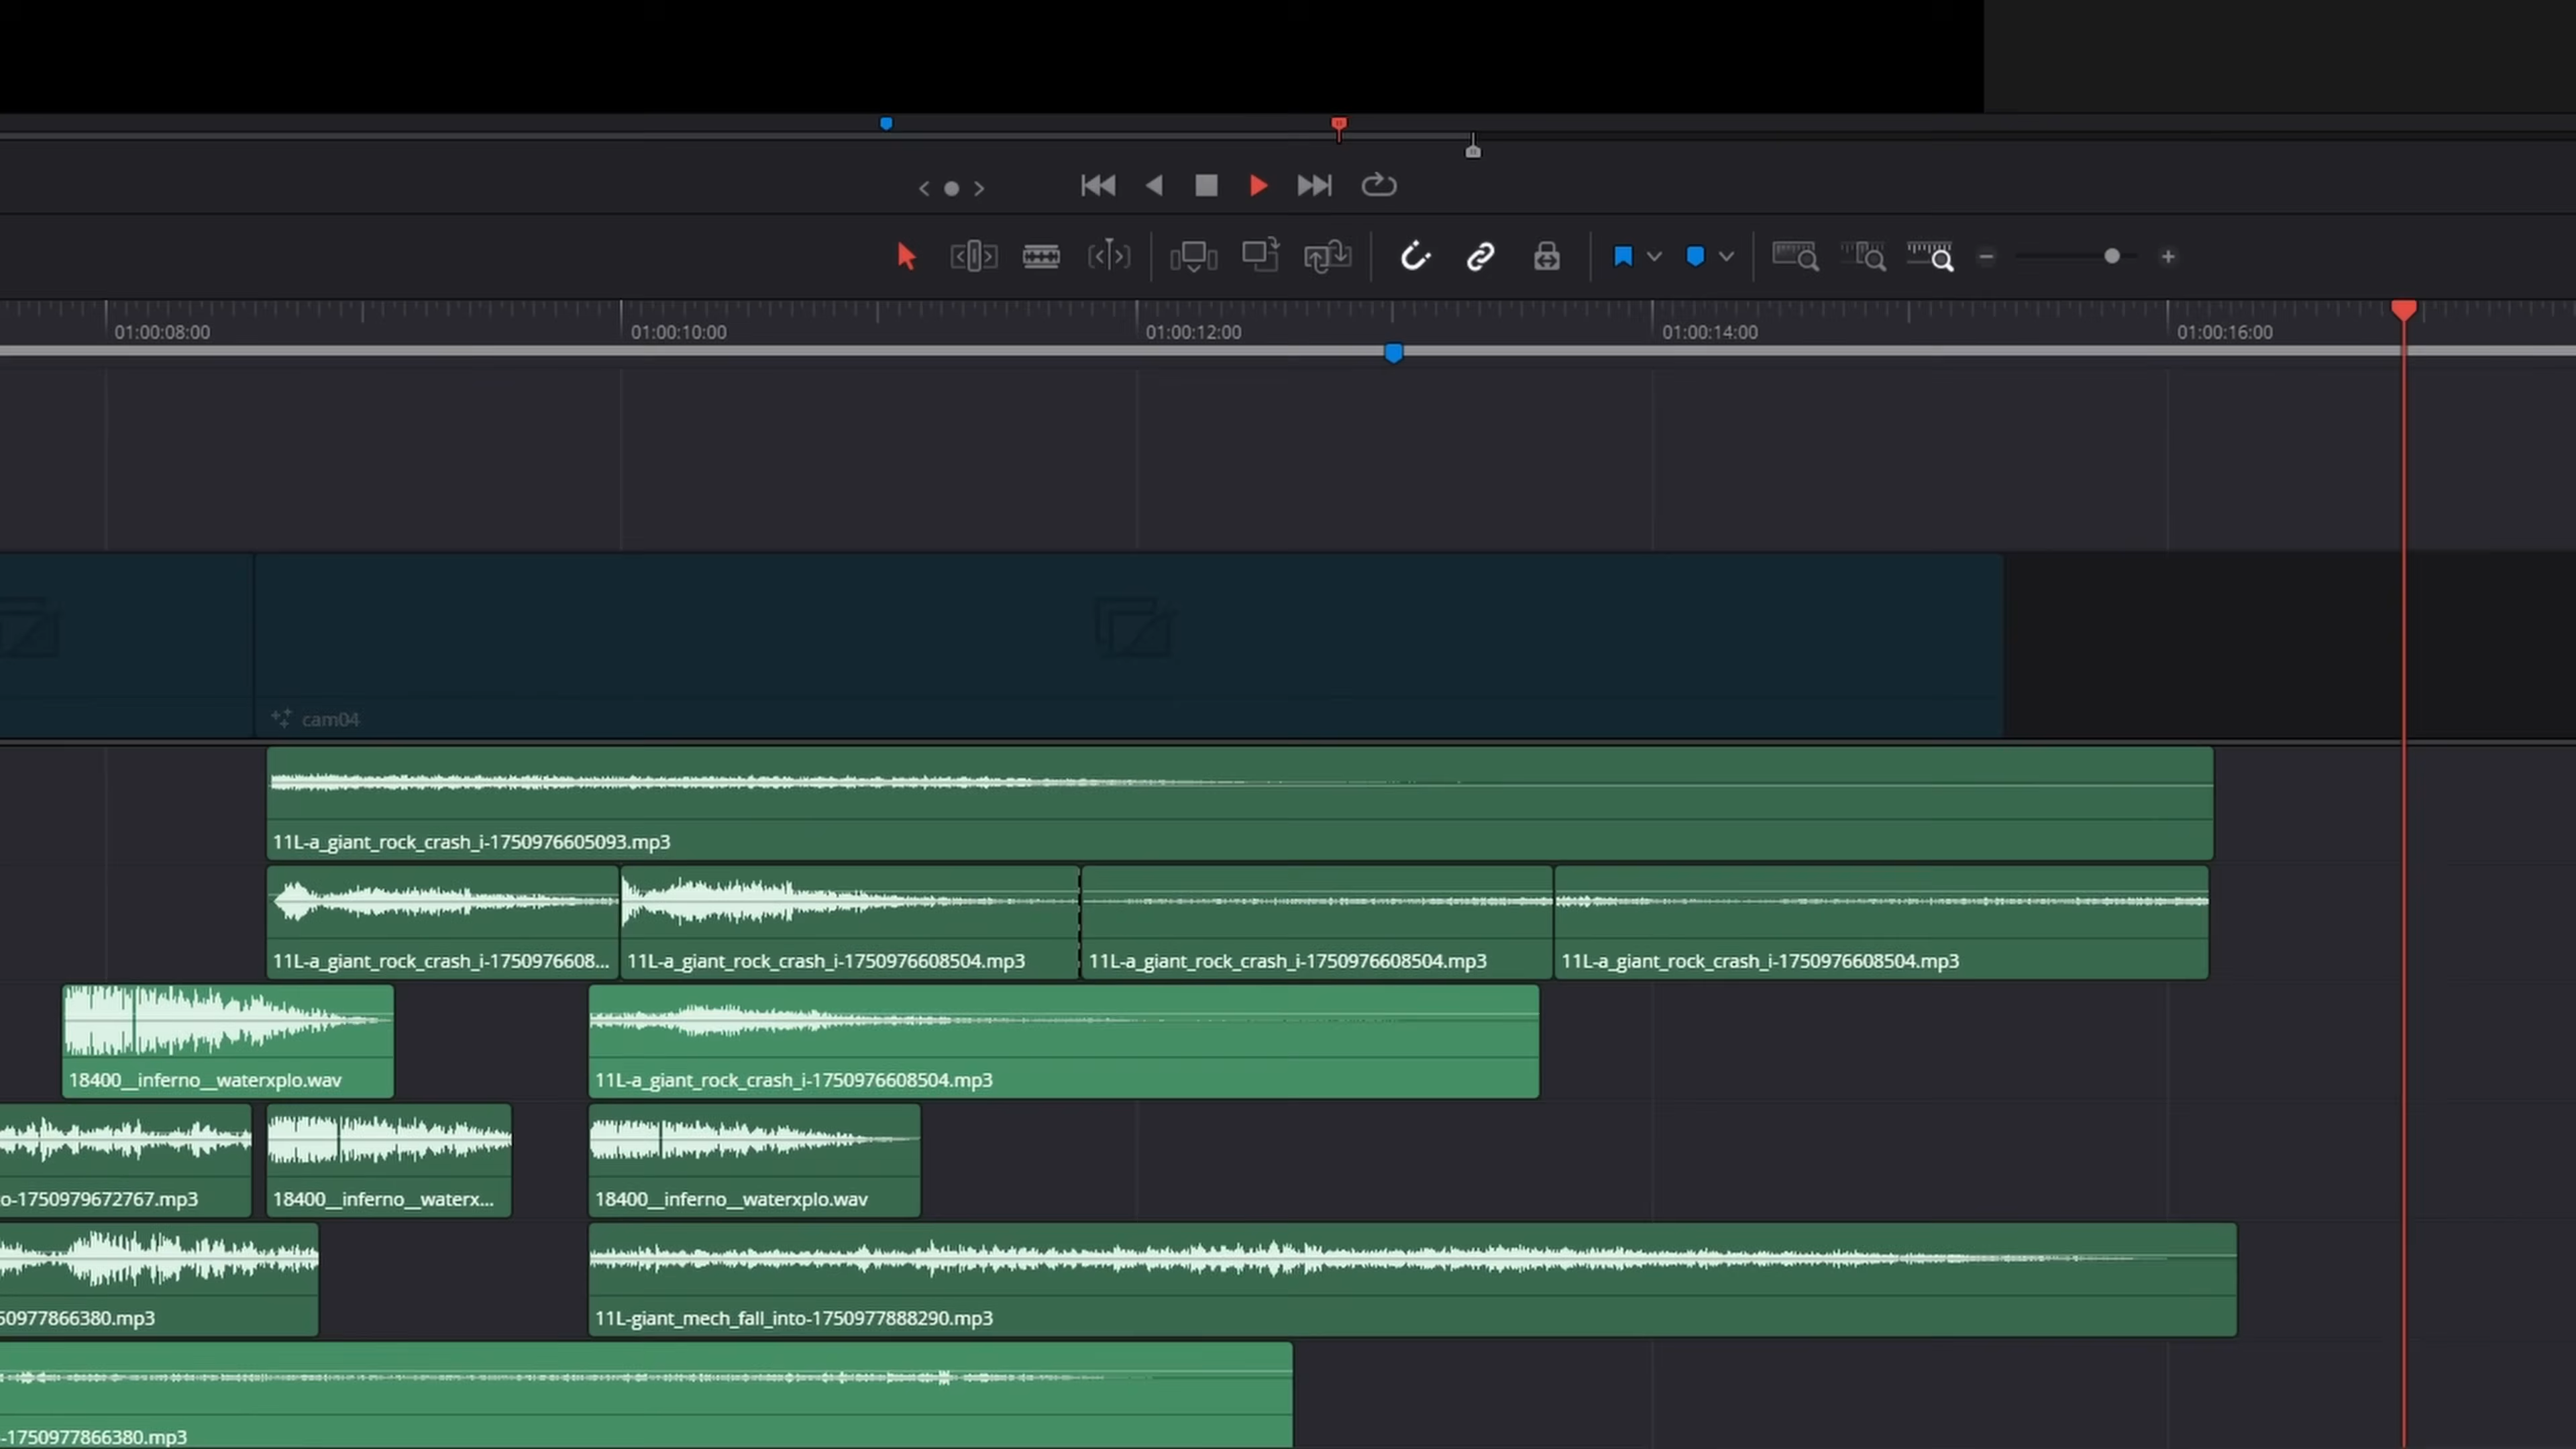 01:00:08:00
01:00:10:00
01:00:12:00
01:00:14:00
01:00:16:00
cam04
11L-a_giant_rock_crash_i-1750976605093.mp3
11L-a_giant_rock_crash_i-1750976608...
11L-a_giant_rock_crash_i-1750976608504.mp3
11L-a_giant_rock_crash_i-1750976608504.mp3
11L-a_giant_rock_crash_i-1750976608504.mp3
18400__inferno__waterxplo.wav
11L-a_giant_rock_crash_i-1750976608504.mp3
o-1750979672767.mp3
18400__inferno__waterx...
18400__inferno__waterxplo.wav
50977866380.mp3
11L-giant_mech_fall_into-1750977888290.mp3
-1750977866380.mp3